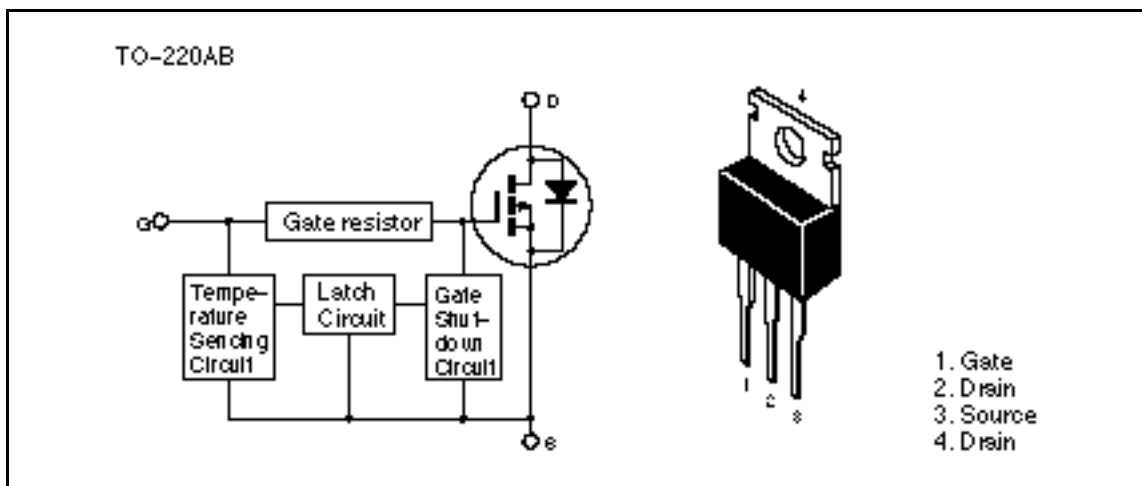 TO-220AB
D
G
Gate resistor
Tempe-
rature
Sencing
Circuit
Latch
Circuit
Gate
Shut-
down
Circuit
S
4
1
2
3
1. Gate
2. Drain
3. Source
4. Drain